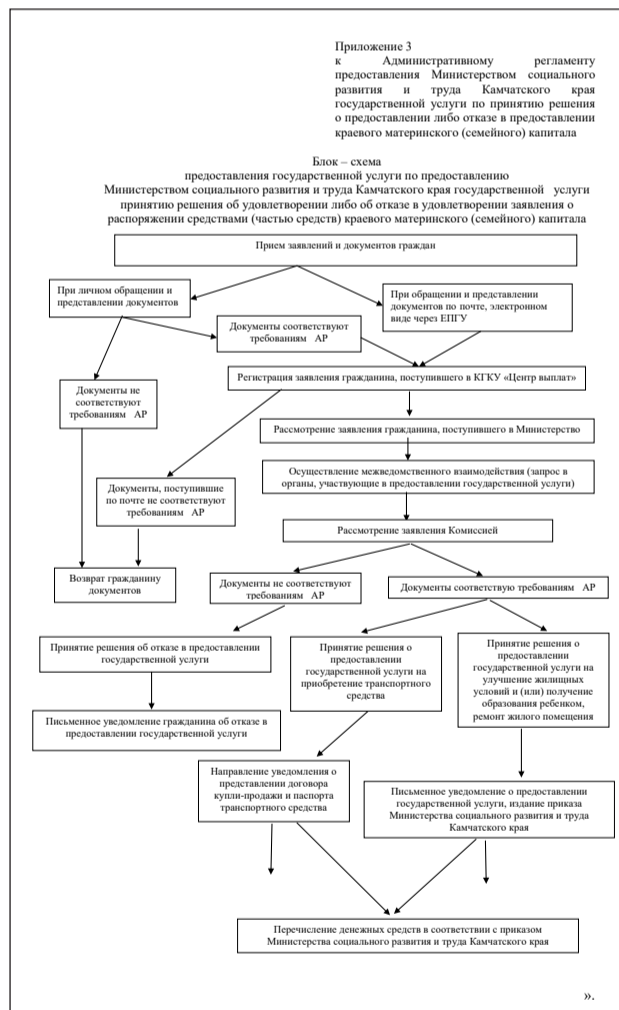 Приложение 3
к Административному регламенту
предоставления Министерством социального
развития и труда Камчатского края
государственной услуги по принятию решения
о предоставлении либо отказе в предоставлении
краевого материнского (семейного) капитала
Блок – схема
предоставления государственной услуги по предоставлению
Министерством социального развития и труда Камчатского края государственной услуги
принятию решения об удовлетворении либо об отказе в удовлетворении заявления о
распоряжении средствами (частью средств) краевого материнского (семейного) капитала
Прием заявлений и документов граждан
При личном обращении и
представлении документов
При обращении и представлении
документов по почте, электронном
виде через ЕПГУ
Документы соответствуют
требованиям АР
Регистрация заявления гражданина, поступившего в КГКУ «Центр выплат»
Документы не
соответствуют
требованиям АР
Рассмотрение заявления гражданина, поступившего в Министерство
Осуществление межведомственного взаимодействия (запрос в
органы, участвующие в предоставлении государственной услуги)
Документы, поступившие
по почте не соответствуют
требованиям АР
Рассмотрение заявления Комиссией
Возврат гражданину
документов
Документы не соответствуют
требованиям АР
Документы соответствую требованиям АР
Принятие решения об отказе в предоставлении
государственной услуги
Принятие решения о
предоставлении
государственной услуги на
приобретение транспортного
средства
Принятие решения о
предоставлении
государственной услуги на
улучшение жилищных
условий и (или) получение
образования ребенком,
ремонт жилого помещения
Письменное уведомление гражданина об отказе в
предоставлении государственной услуги
Направление уведомления о
представлении договора
купли-продажи и паспорта
транспортного средства
Письменное уведомление о предоставлении
государственной услуги, издание приказа
Министерства социального развития и труда
Камчатского края
Перечисление денежных средств в соответствии с приказом
Министерства социального развития и труда Камчатского края
».